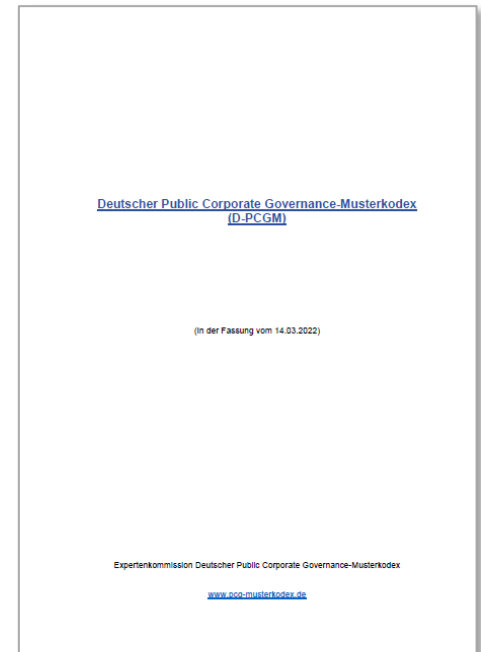 Deutscher Public Corporate Governance-Musterkodex
(D-PCGM)
(In der Fassung vom 14.03.2022)
Expertenkommission Deutscher Public Corporate Governance-Musterkodex
www.pcg-musterkodex.de